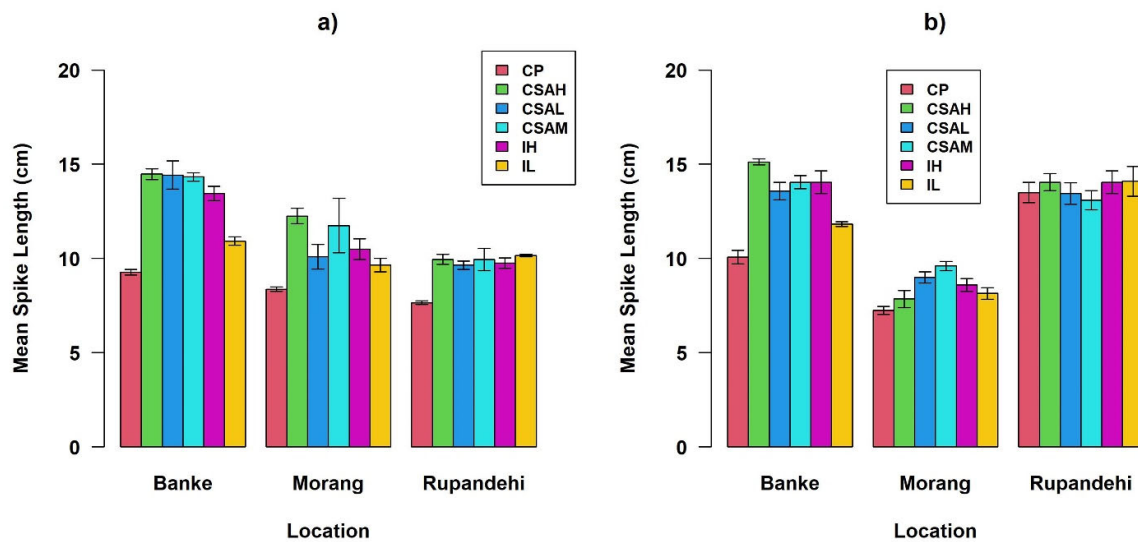 a)
Mean Spike Length (cm)
20
15
10
5
0
CP
CSAH
CSAL
CSAM
IH
IL
Banke Morang Rupandehi
Location
b)
Mean Spike Length (cm)
20
15
10
5
0
CP
CSAH
CSAL
CSAM
IH
IL
Banke Morang Rupandehi
Location